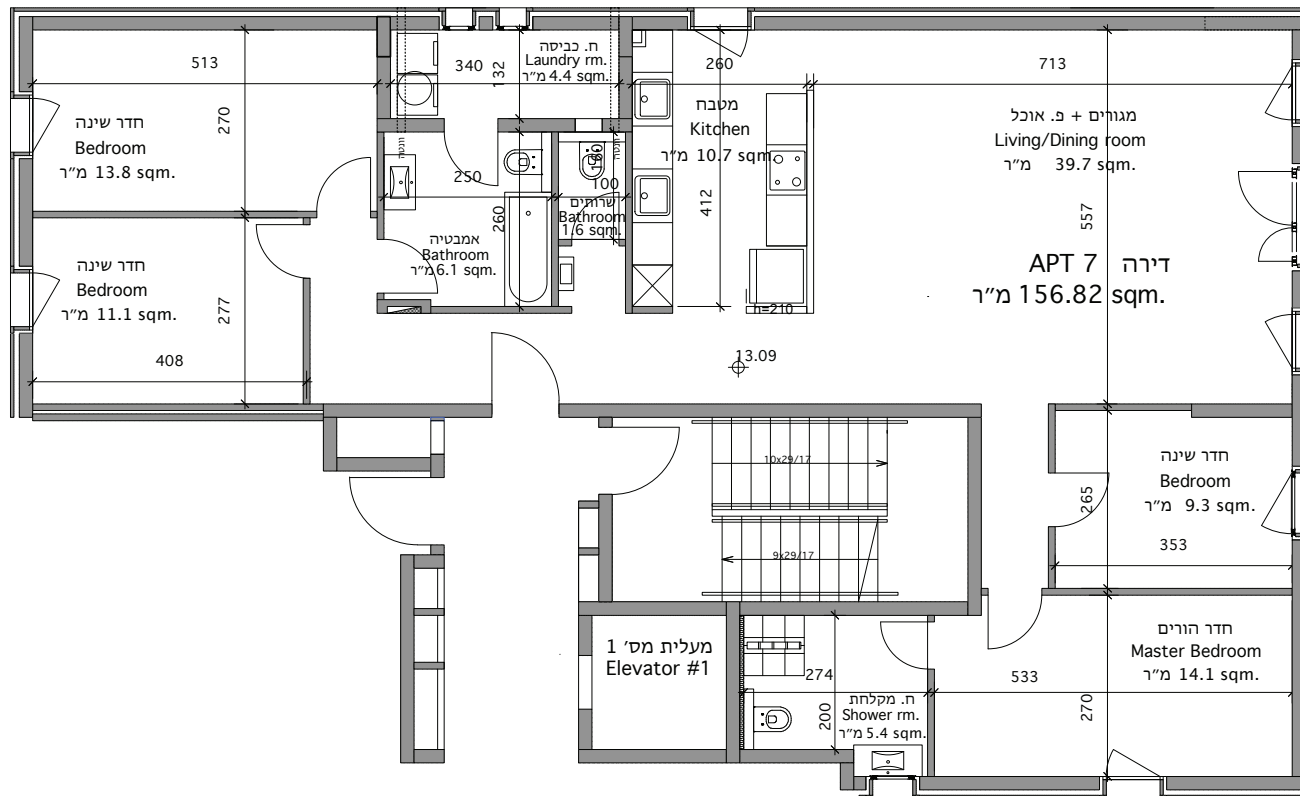 513
270
חדר שינה
Bedroom
13.8 sqm. מ״ר
340
132
ח. כביסה
Laundry rm.
4.4 sqm. מ״ר
260
מטבח
Kitchen
10.7 sqm. מ״ר
412
713
מגורים + פ. אוכל
Living/Dining room
39.7 sqm. מ״ר
557
וונטה
וונטה
250
260
אמבטיה
Bathroom
6.1 sqm. מ״ר
160
100
שרותים
Bathroom
1.6 sqm.
חדר שינה
Bedroom
11.1 sqm. מ״ר
277
408
דירה APT 7
156.82 sqm. מ״ר
h=210
13.09
10x29/17
9x29/17
חדר שינה
Bedroom
9.3 sqm. מ״ר
265
353
מעלית מס׳ 1
Elevator #1
274
200
ח. מקלחת
Shower rm.
5.4 sqm. מ״ר
533
270
חדר הורים
Master Bedroom
14.1 sqm. מ״ר